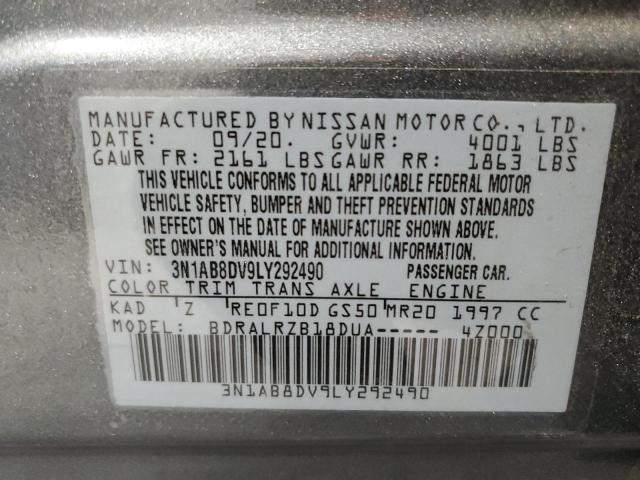 MANUFACTURED BY NISSAN MOTOR CO., LTD.
DATE: 09/20. GVWR: 4001 LBS
GAWR FR: 2161 LBS GAWR RR: 1863 LBS
THIS VEHICLE CONFORMS TO ALL APPLICABLE FEDERAL MOTOR
VEHICLE SAFETY, BUMPER AND THEFT PREVENTION STANDARDS
IN EFFECT ON THE DATE OF MANUFACTURE SHOWN ABOVE.
SEE OWNER'S MANUAL FOR ADDITIONAL INFORMATION.
VIN: 3N1AB8DV9LY292490 PASSENGER CAR.
COLOR TRIM TRANS AXLE ENGINE
KAD Z RE0F10D GS50 MR20 1997 CC
MODEL: BDRALRZB18DUA----- 4Z000
3N1AB8DV9LY292490